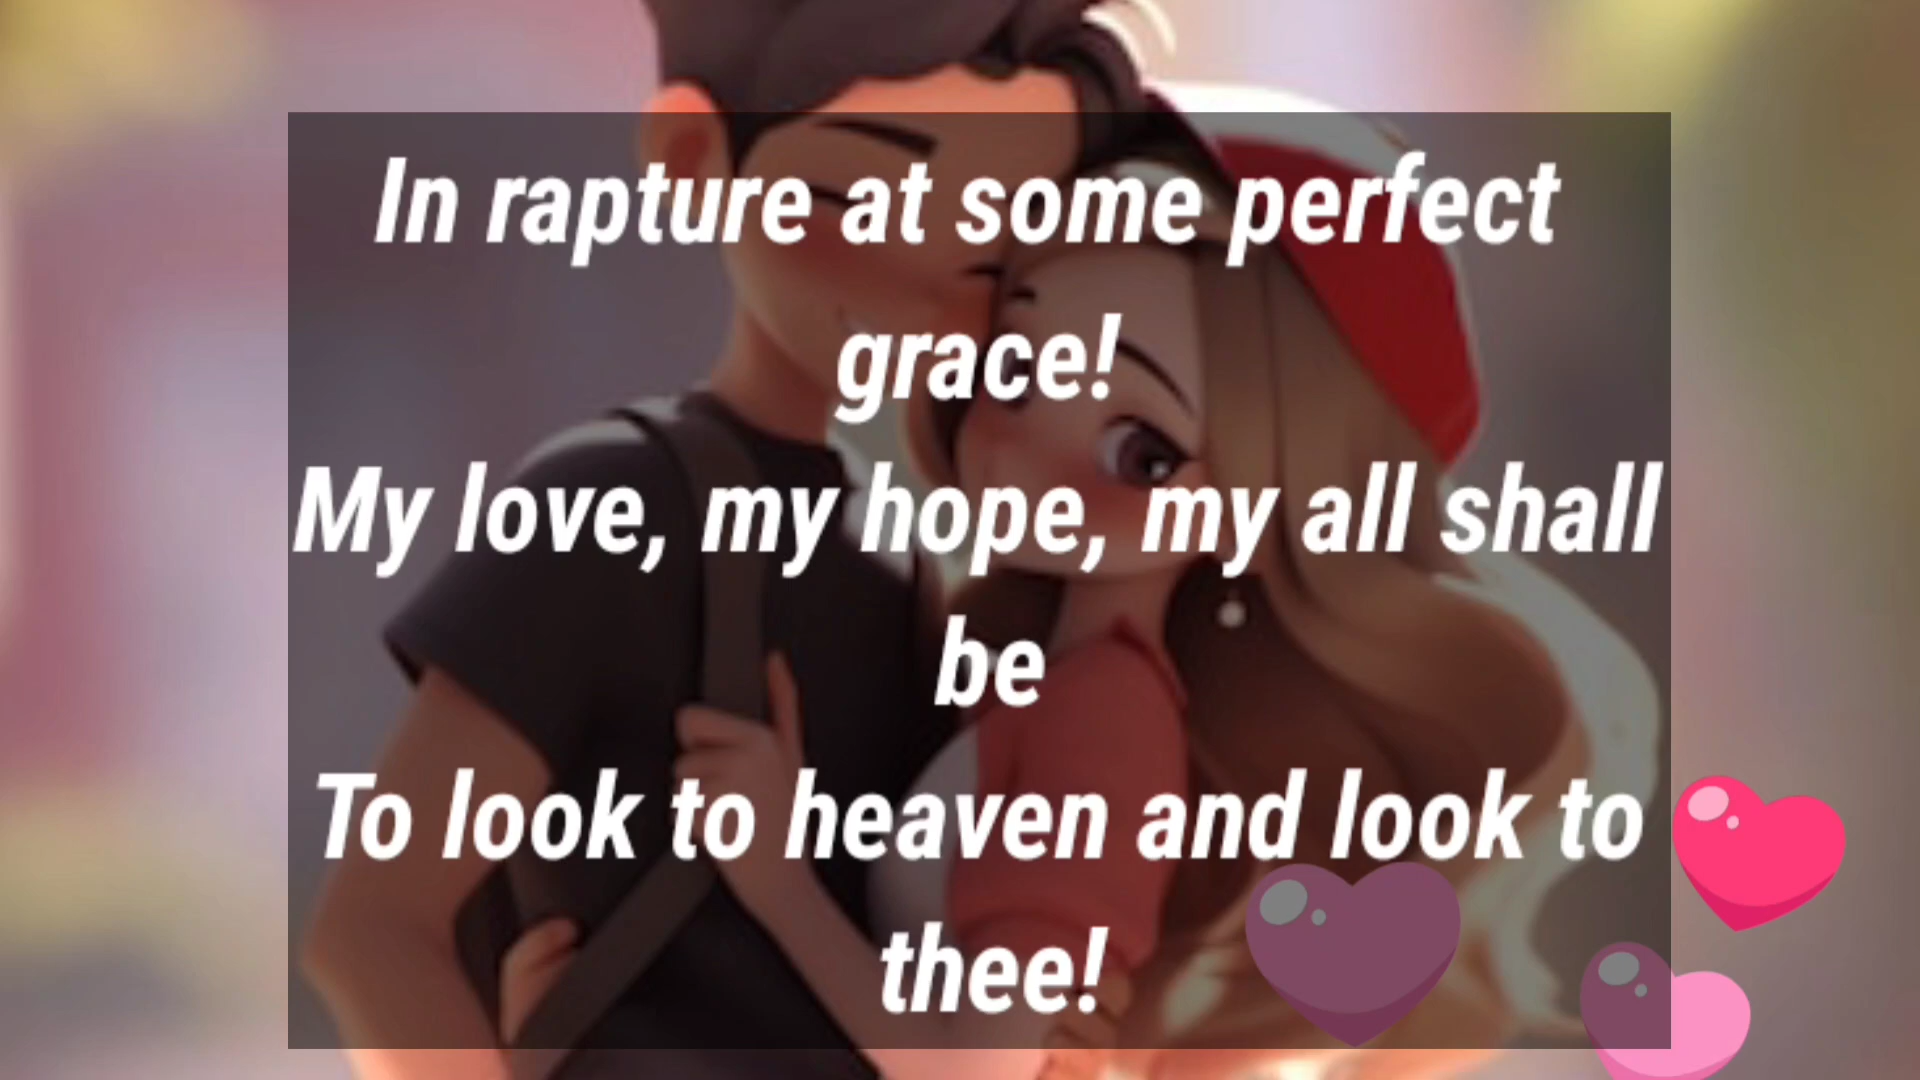 In rapture at some perfect
grace!
My love, my hope, my all shall
be
To look to heaven and look to
thee!